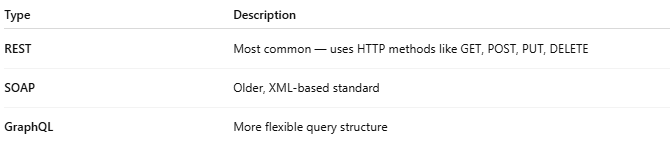 Type Description
REST Most common — uses HTTP methods like GET, POST, PUT, DELETE
SOAP Older, XML-based standard
GraphQL More flexible query structure